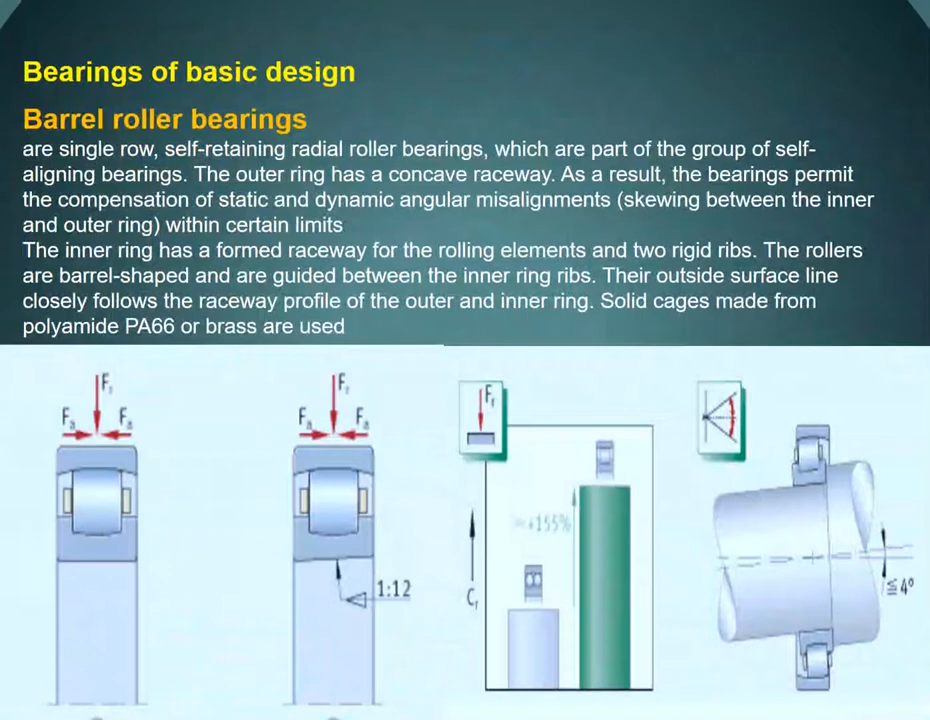 Bearings of basic design
Barrel roller bearings
are single row, self-retaining radial roller bearings, which are part of the group of self-
aligning bearings. The outer ring has a concave raceway. As a result, the bearings permit
the compensation of static and dynamic angular misalignments (skewing between the inner
and outer ring) within certain limits
The inner ring has a formed raceway for the rolling elements and two rigid ribs. The rollers
are barrel-shaped and are guided between the inner ring ribs. Their outside surface line
closely follows the raceway profile of the outer and inner ring. Solid cages made from
polyamide PA66 or brass are used
Fr
Fa Fa
Fr
Fa Fa
1:12
Fr
+155%
Cr
≦ 4°